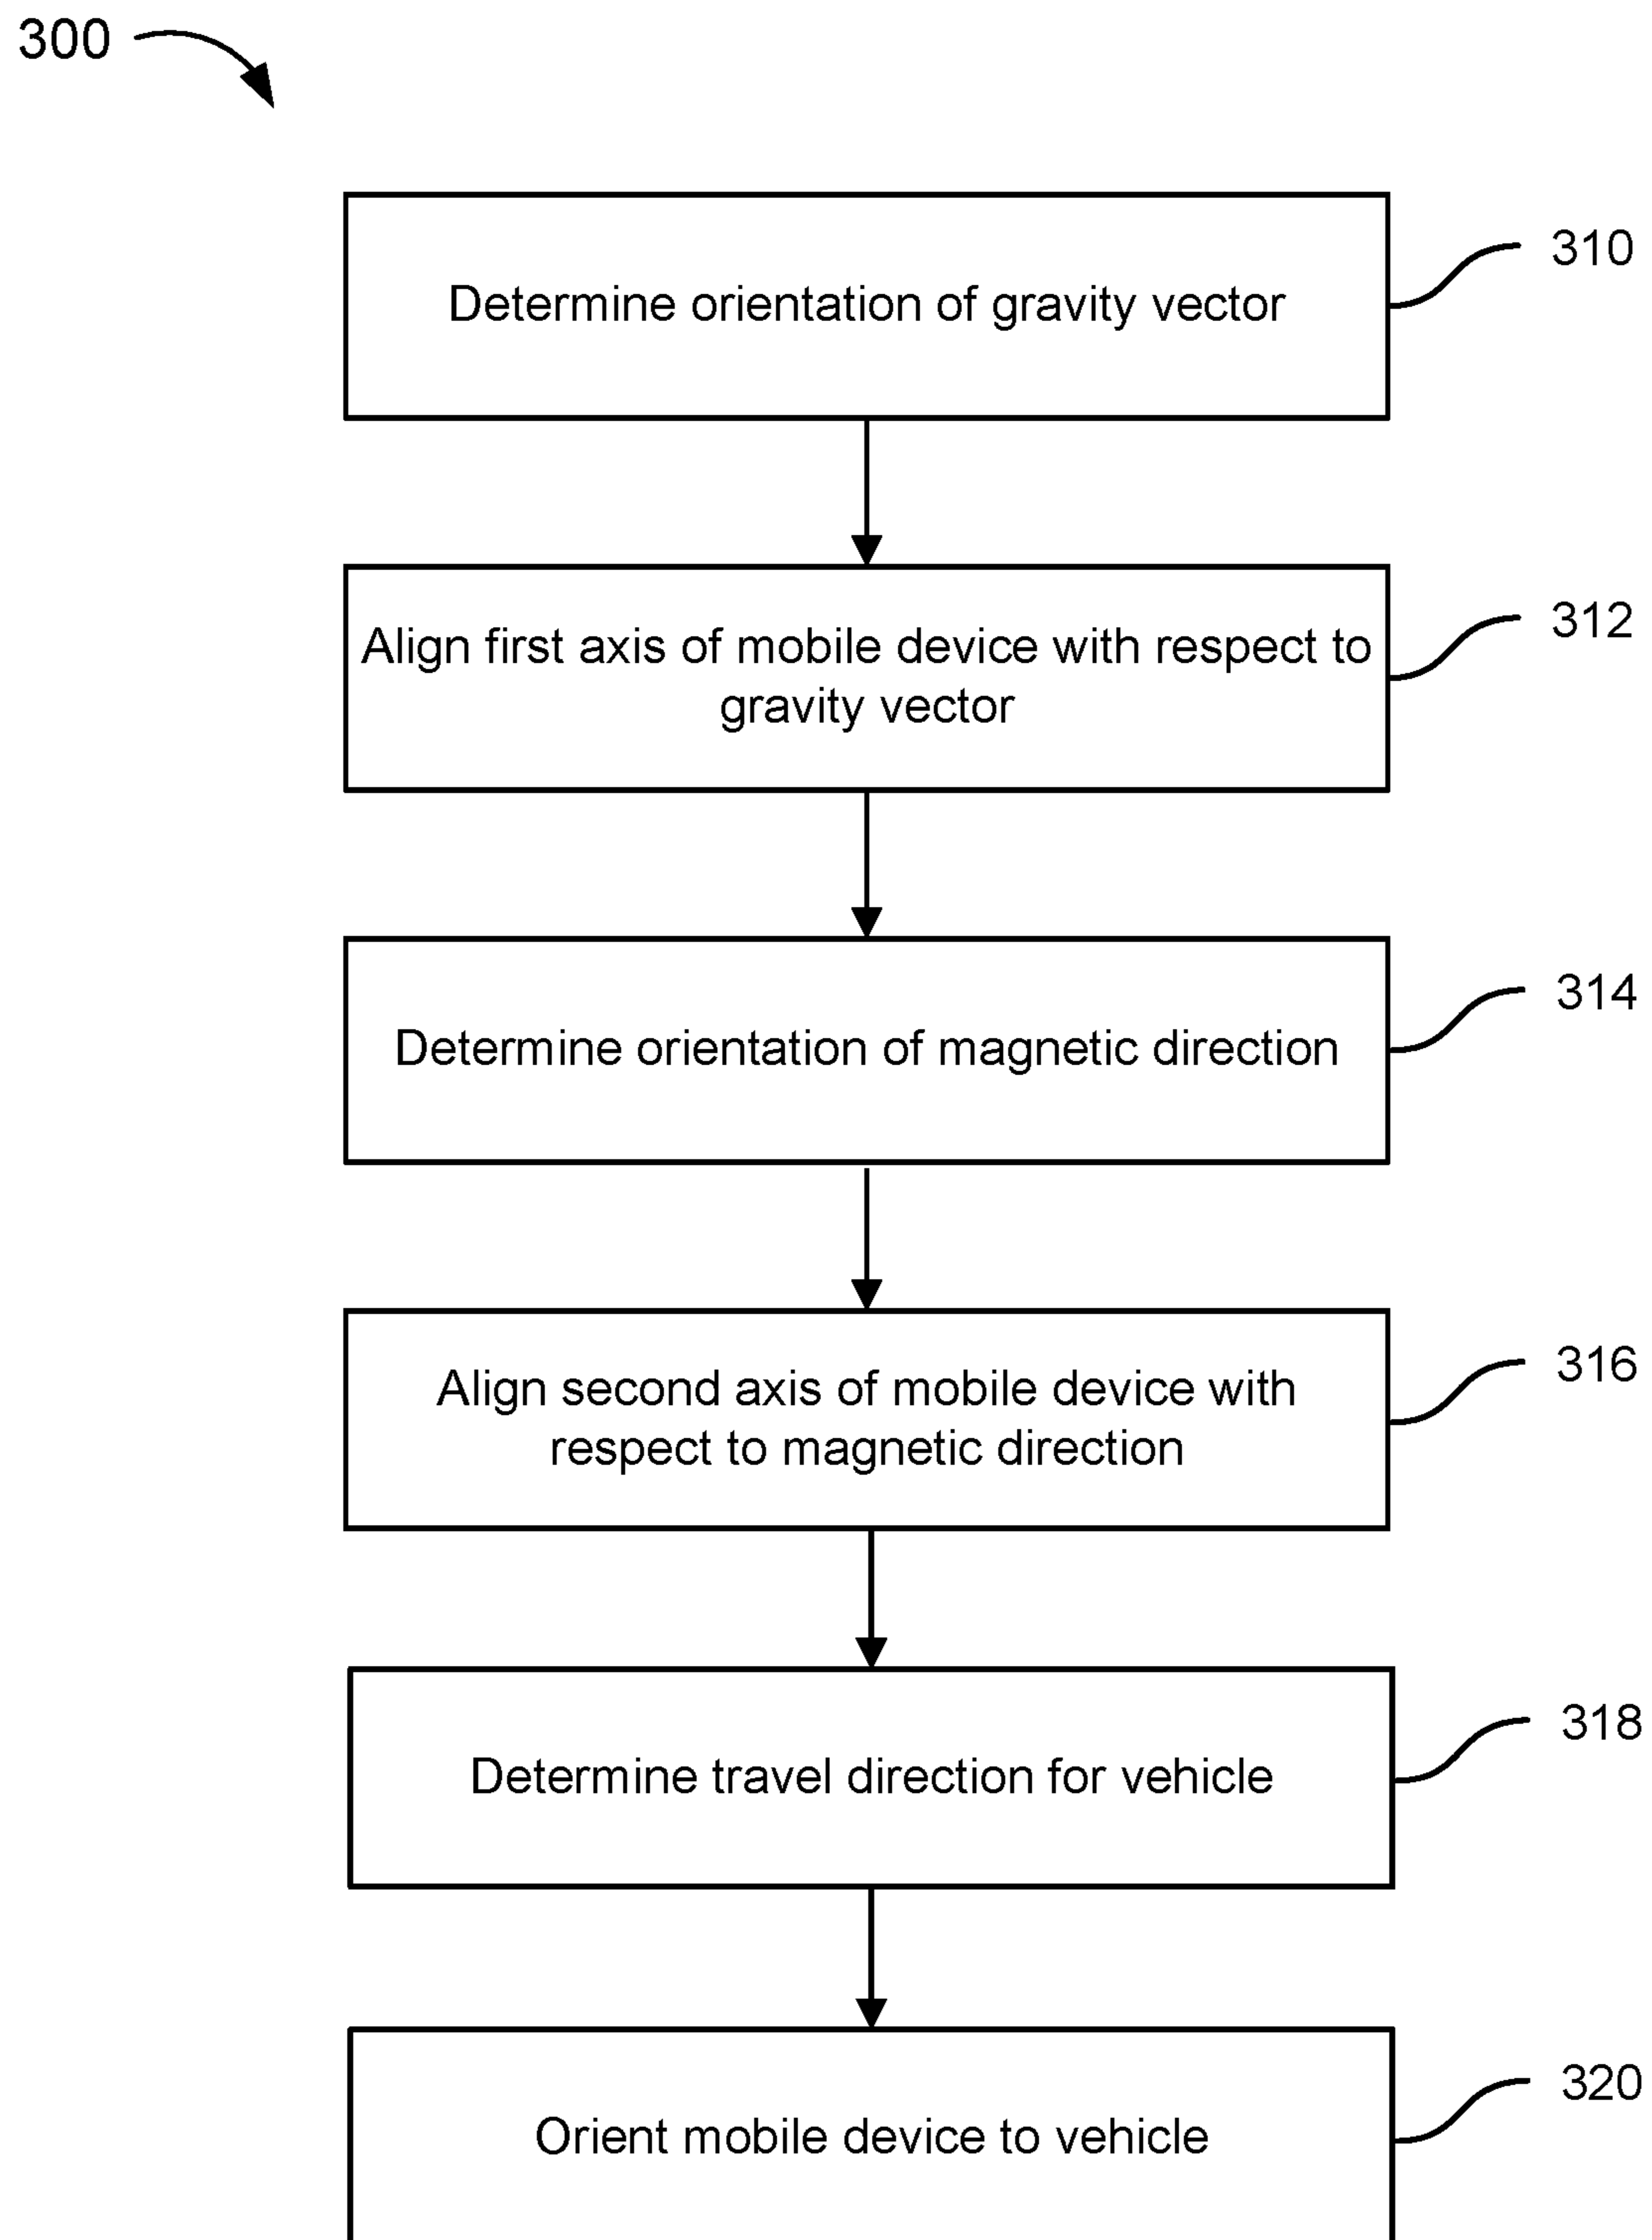 300
Determine orientation of gravity vector
310
Align first axis of mobile device with respect to
gravity vector
312
Determine orientation of magnetic direction
314
Align second axis of mobile device with
respect to magnetic direction
316
Determine travel direction for vehicle
318
Orient mobile device to vehicle
320